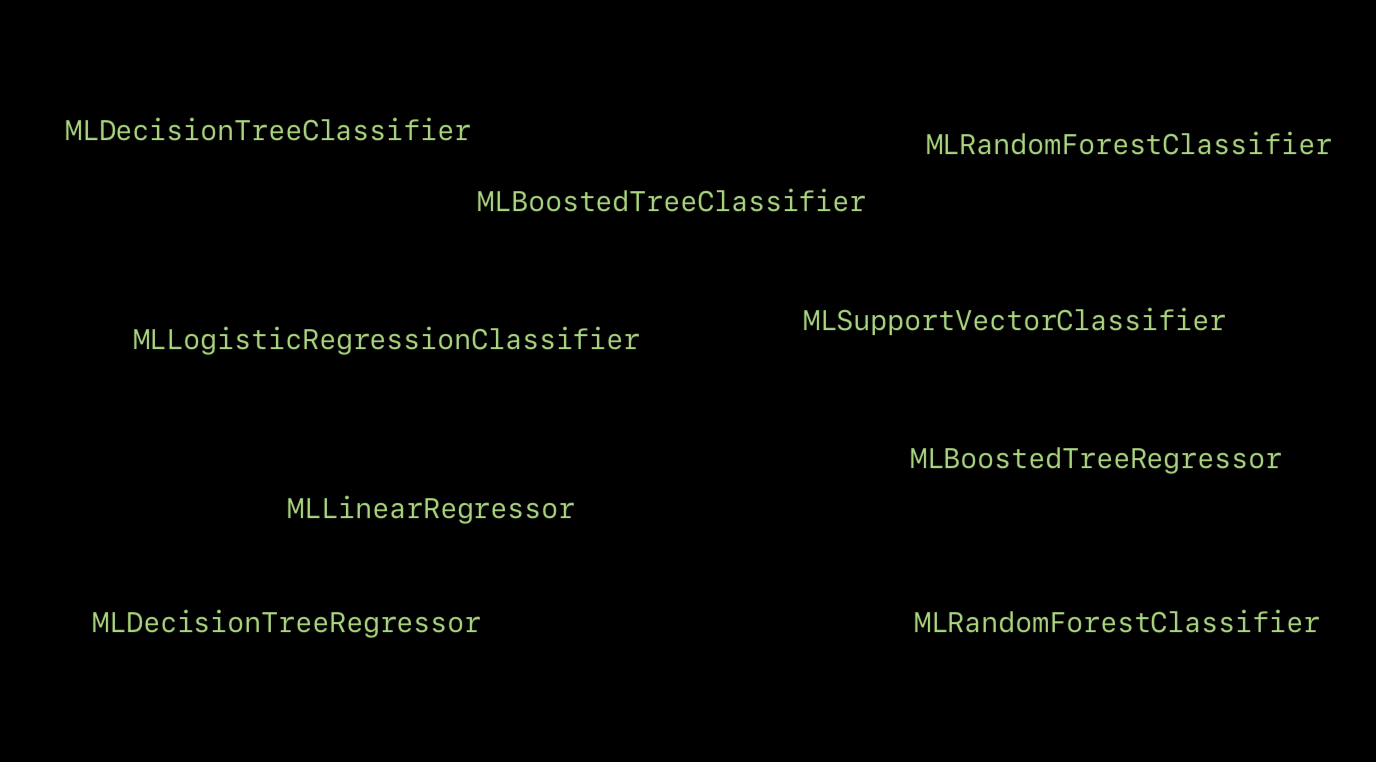 MLDecisionTreeClassifier
MLRandomForestClassifier
MLBoostedTreeClassifier
MLLogisticRegressionClassifier
MLSupportVectorClassifier
MLBoostedTreeRegressor
MLLinearRegressor
MLDecisionTreeRegressor
MLRandomForestClassifier